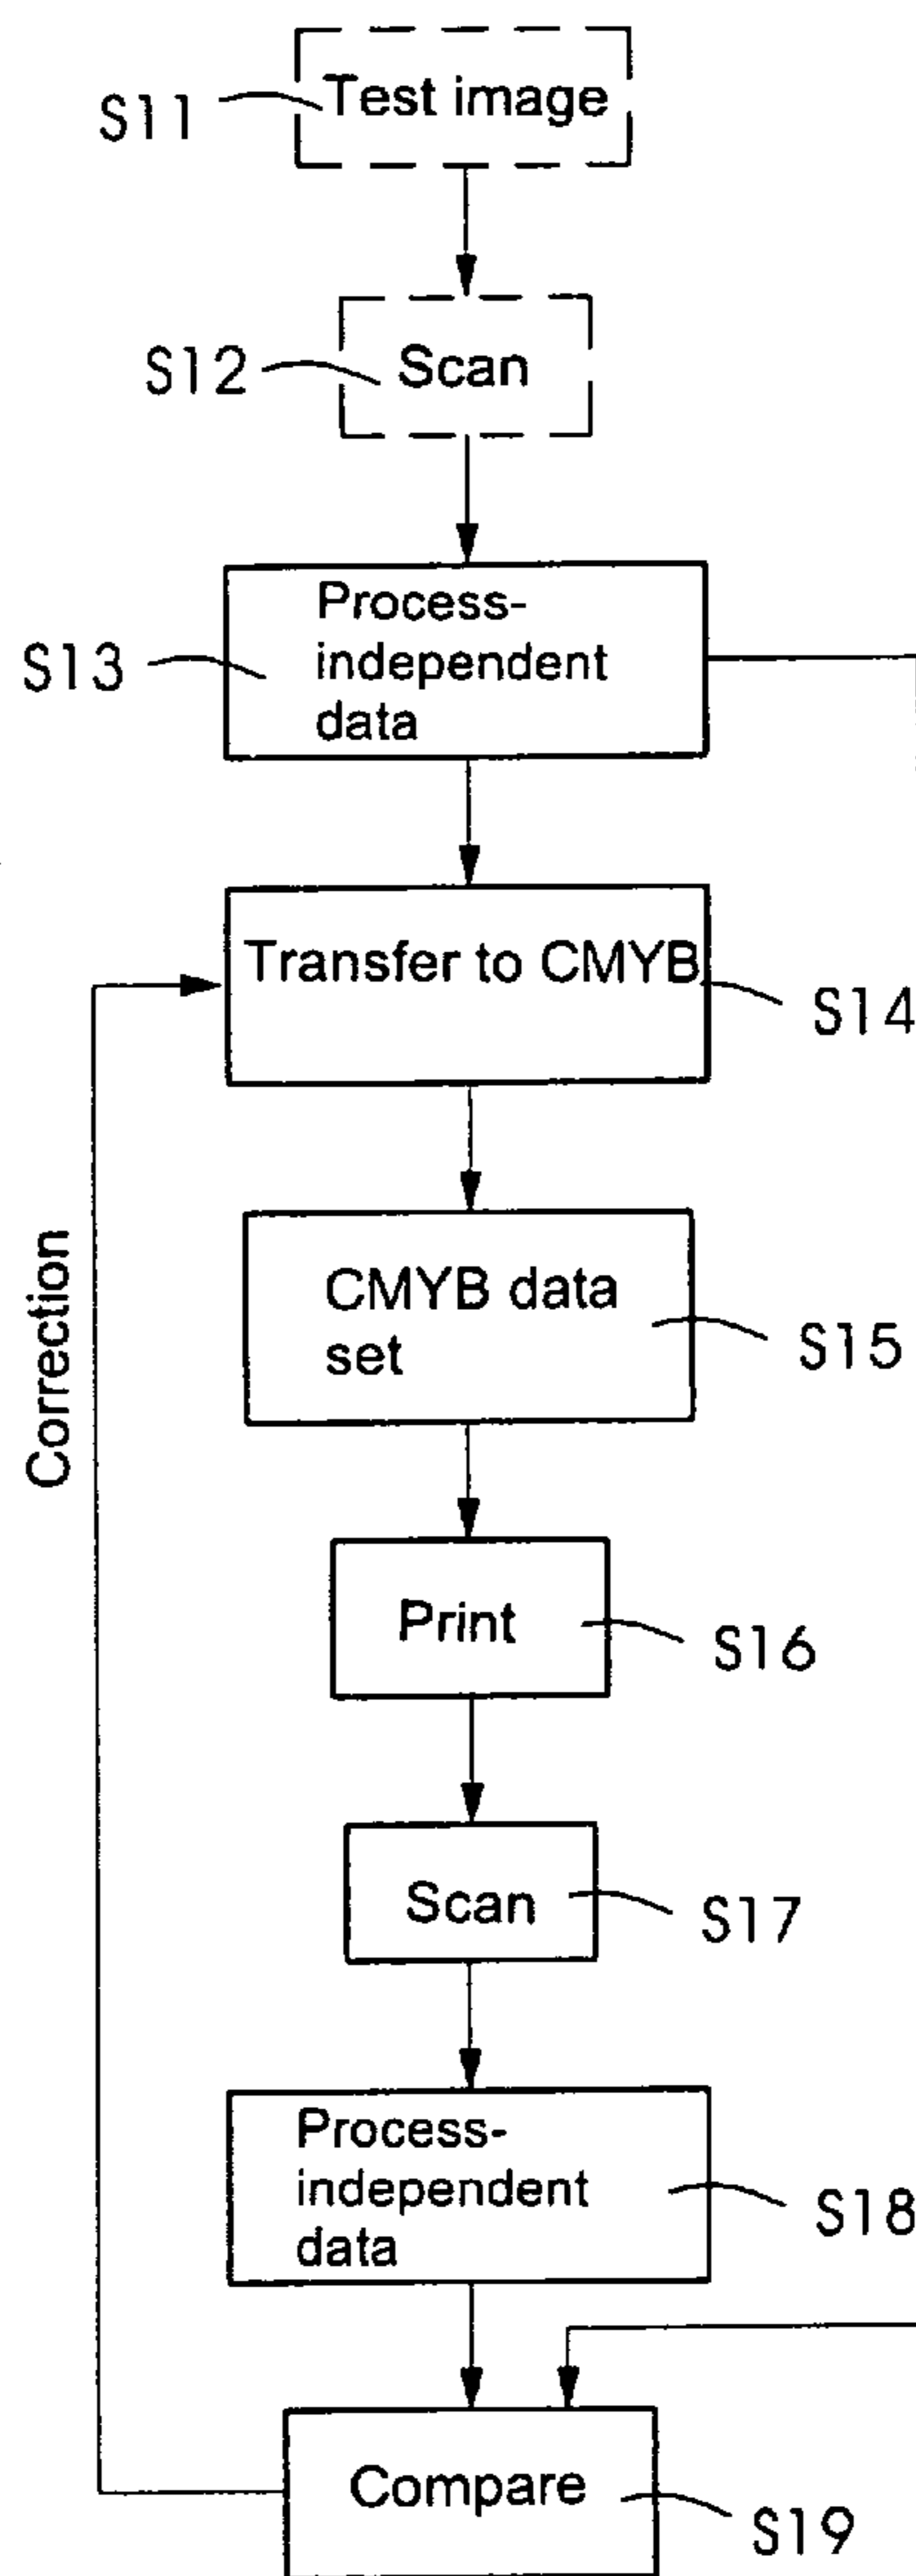 S11
Test image
S12
Scan
S13
Process-
independent
data
Transfer to CMYB
S14
CMYB data
set
S15
Correction
Print
S16
Scan
S17
Process-
independent
data
S18
Compare
S19